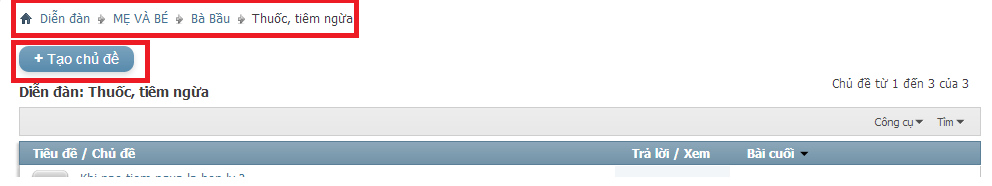 Diễn đàn MẸ VÀ BÉ Bà Bầu Thuốc, tiêm ngừa
+ Tạo chủ đề
Chủ đề từ 1 đến 3 của 3
Diễn đàn: Thuốc, tiêm ngừa
Công cụ Tìm
Tiêu đề / Chủ đề Trả lời / Xem Bài cuối